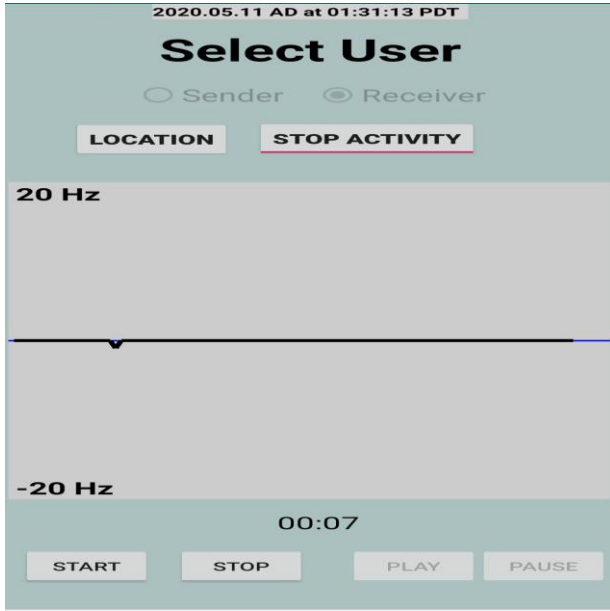 2020.05.11 AD at 01:31:13 PDT
Select User
Sender Receiver
LOCATION STOP ACTIVITY
20 Hz
-20 Hz
00:07
START STOP PLAY PAUSE